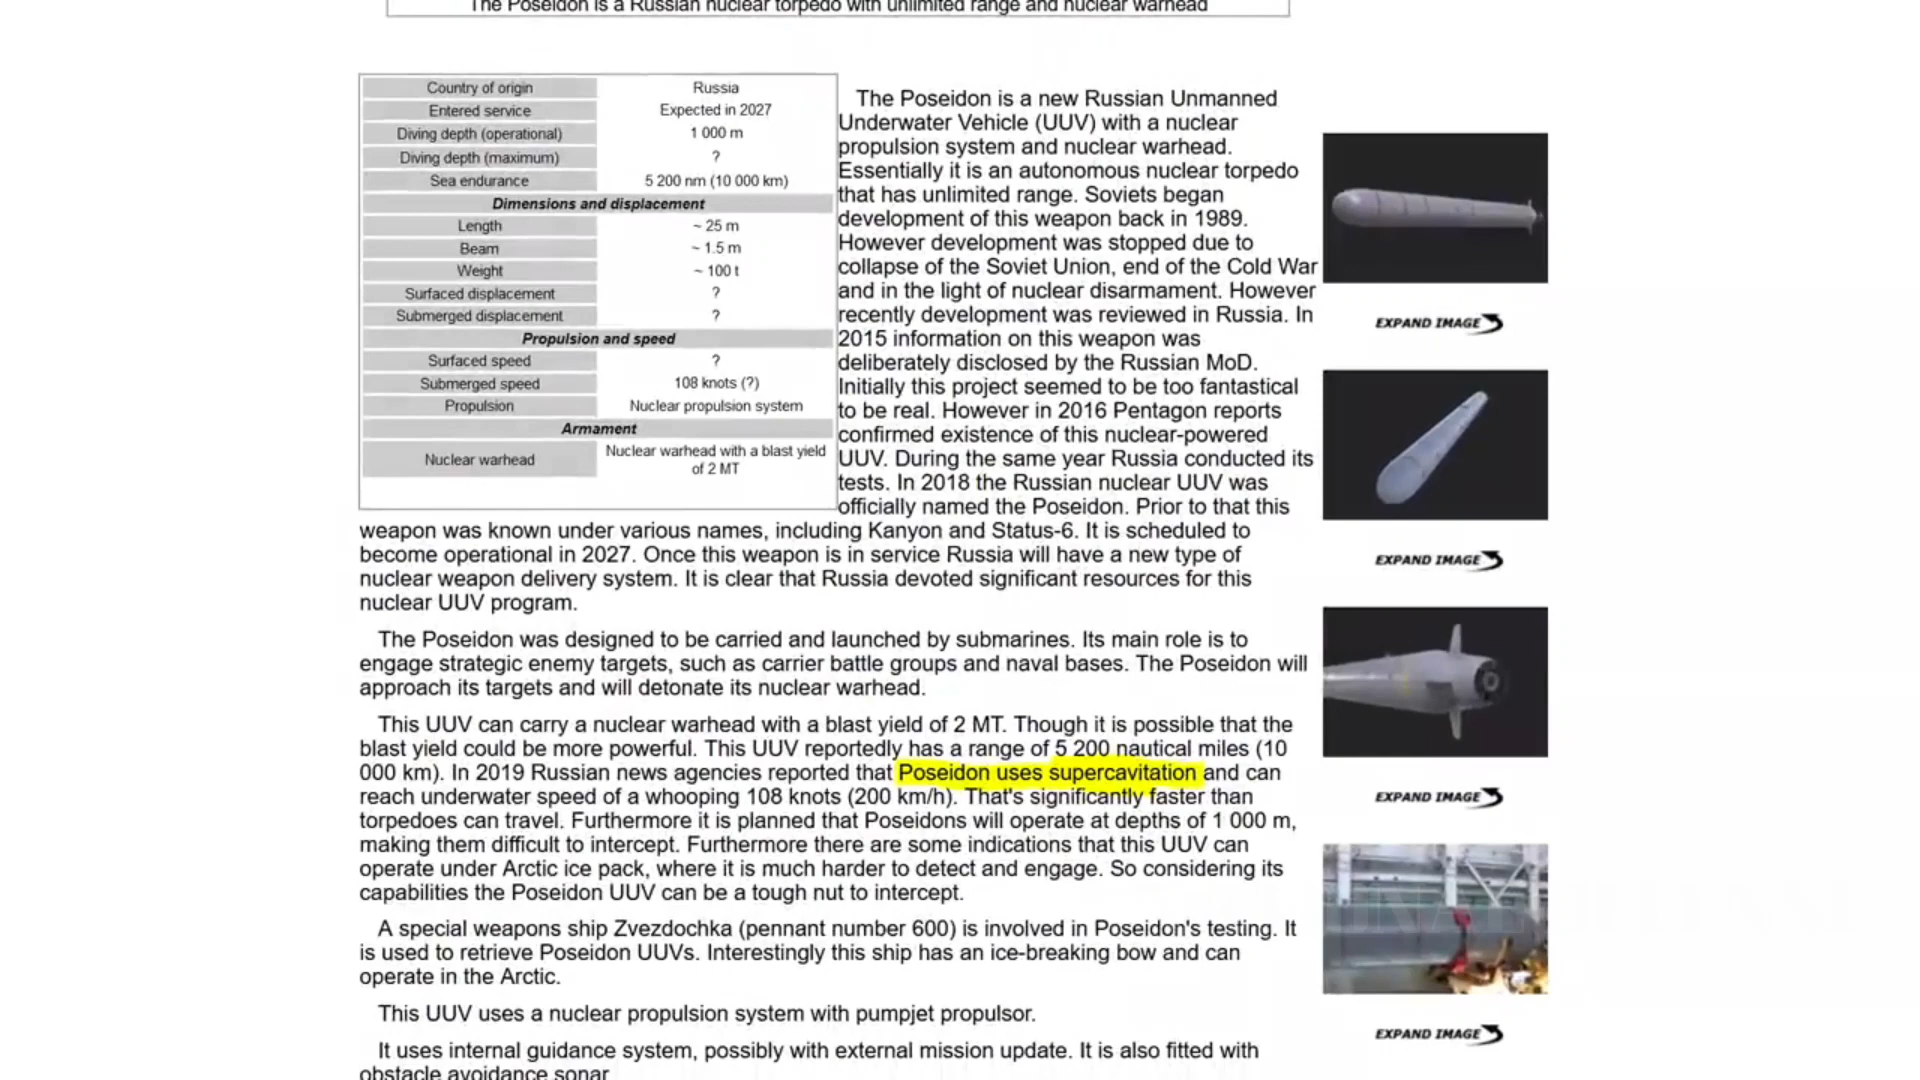 The Poseidon is a Russian nuclear torpedo with unlimited range and nuclear warhead
Country of origin Russia
Entered service Expected in 2027
Diving depth (operational) 1 000 m
Diving depth (maximum) ?
Sea endurance 5 200 nm (10 000 km)
Dimensions and displacement
Length ~ 25 m
Beam ~ 1.5 m
Weight ~ 100 t
Surfaced displacement ?
Submerged displacement ?
Propulsion and speed
Surfaced speed ?
Submerged speed 108 knots (?)
Propulsion Nuclear propulsion system
Armament
Nuclear warhead Nuclear warhead with a blast yield
of 2 MT
The Poseidon is a new Russian Unmanned
Underwater Vehicle (UUV) with a nuclear
propulsion system and nuclear warhead.
Essentially it is an autonomous nuclear torpedo
that has unlimited range. Soviets began
development of this weapon back in 1989.
However development was stopped due to
collapse of the Soviet Union, end of the Cold War
and in the light of nuclear disarmament. However
recently development was reviewed in Russia. In
2015 information on this weapon was
deliberately disclosed by the Russian MoD.
Initially this project seemed to be too fantastical
to be real. However in 2016 Pentagon reports
confirmed existence of this nuclear-powered
UUV. During the same year Russia conducted its
tests. In 2018 the Russian nuclear UUV was
officially named the Poseidon. Prior to that this
weapon was known under various names, including Kanyon and Status-6. It is scheduled to
become operational in 2027. Once this weapon is in service Russia will have a new type of
nuclear weapon delivery system. It is clear that Russia devoted significant resources for this
nuclear UUV program.
The Poseidon was designed to be carried and launched by submarines. Its main role is to
engage strategic enemy targets, such as carrier battle groups and naval bases. The Poseidon will
approach its targets and will detonate its nuclear warhead.
This UUV can carry a nuclear warhead with a blast yield of 2 MT. Though it is possible that the
blast yield could be more powerful. This UUV reportedly has a range of 5 200 nautical miles (10
000 km). In 2019 Russian news agencies reported that Poseidon uses supercavitation and can
reach underwater speed of a whooping 108 knots (200 km/h). That's significantly faster than
torpedoes can travel. Furthermore it is planned that Poseidons will operate at depths of 1 000 m,
making them difficult to intercept. Furthermore there are some indications that this UUV can
operate under Arctic ice pack, where it is much harder to detect and engage. So considering its
capabilities the Poseidon UUV can be a tough nut to intercept.
A special weapons ship Zvezdochka (pennant number 600) is involved in Poseidon's testing. It
is used to retrieve Poseidon UUVs. Interestingly this ship has an ice-breaking bow and can
operate in the Arctic.
This UUV uses a nuclear propulsion system with pumpjet propulsor.
It uses internal guidance system, possibly with external mission update. It is also fitted with
obstacle avoidance sonar
EXPAND IMAGE
EXPAND IMAGE
EXPAND IMAGE
EXPAND IMAGE